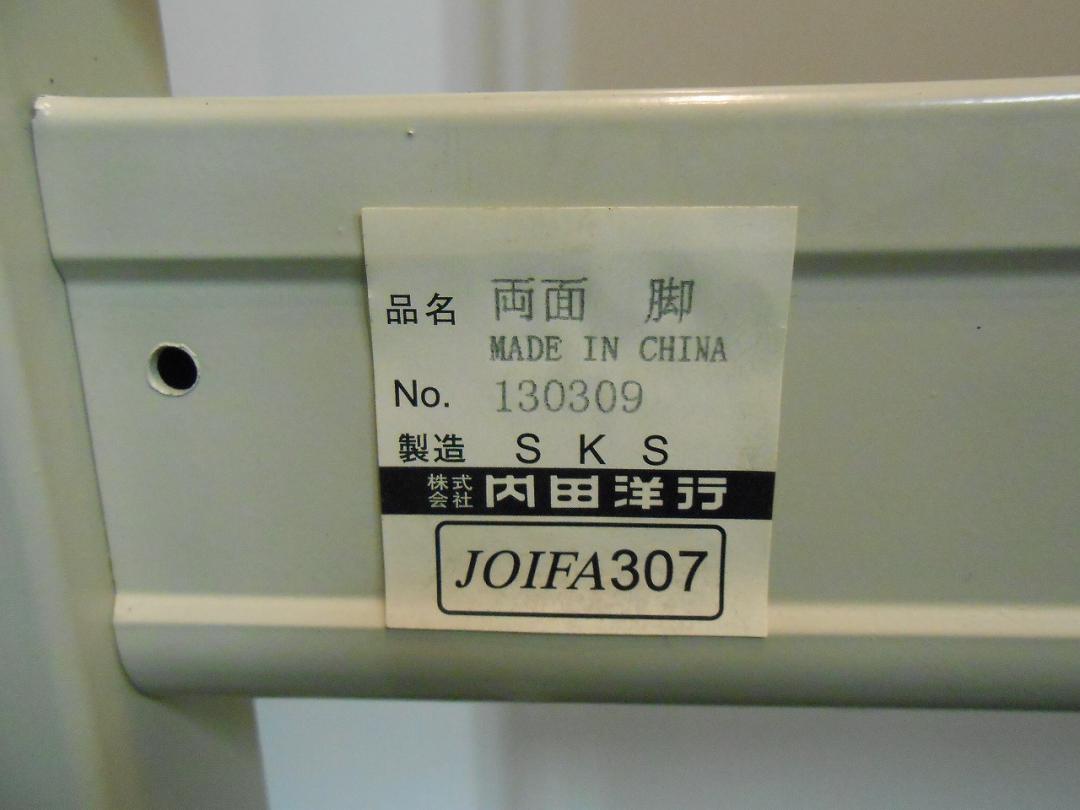 品名 両面 脚
MADE IN CHINA
No. 130309
製造 S K S
株式会社 内田洋行
JOIFA307